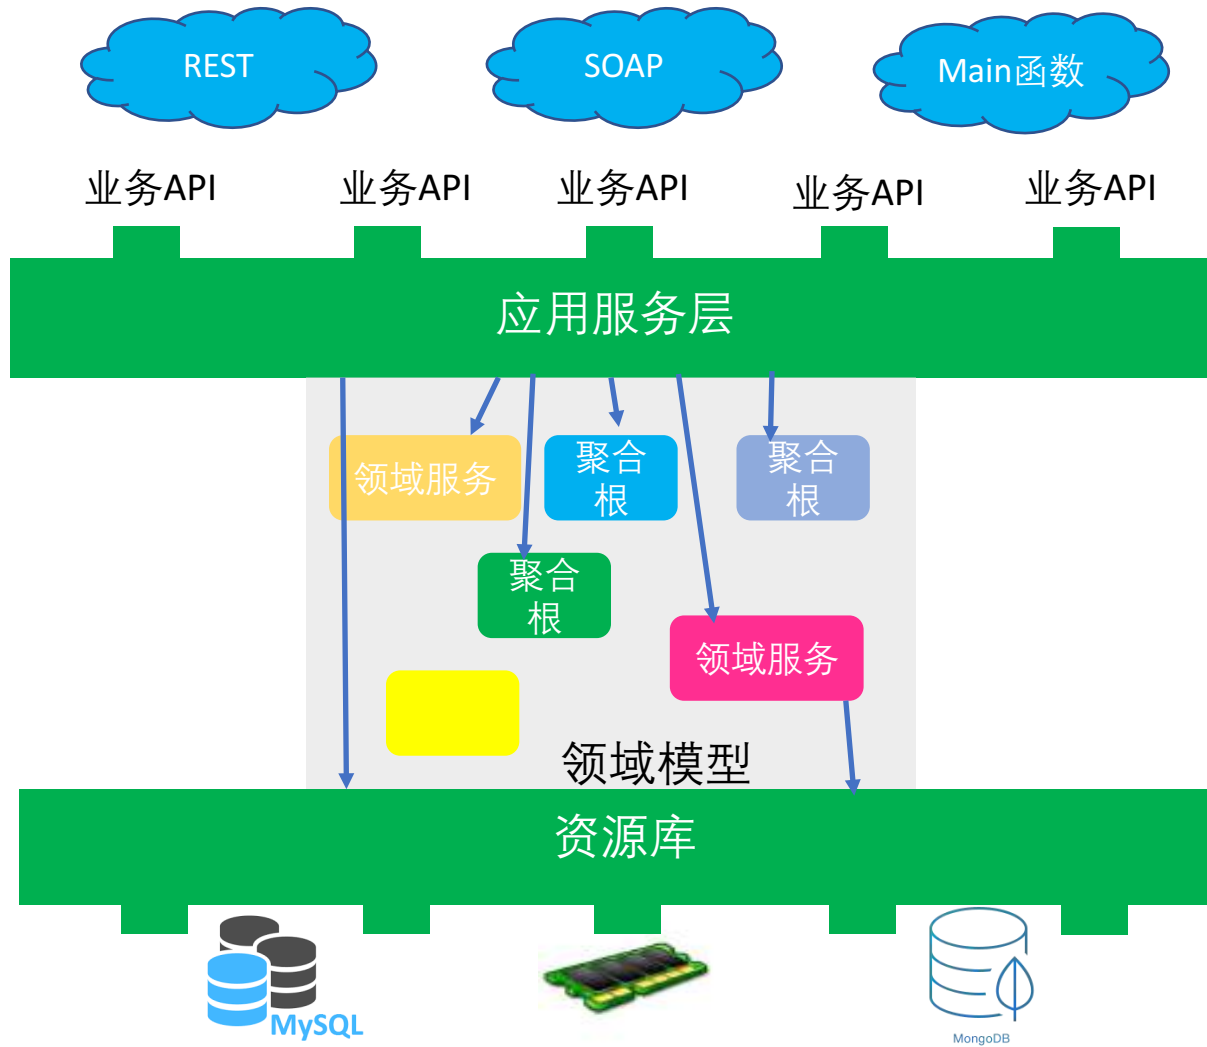 REST
SOAP
Main函数
业务API
业务API
业务API
业务API
业务API
应用服务层
领域服务
聚合
根
聚合
根
聚合
根
领域服务
领域模型
资源库
MySQL
MongoDB